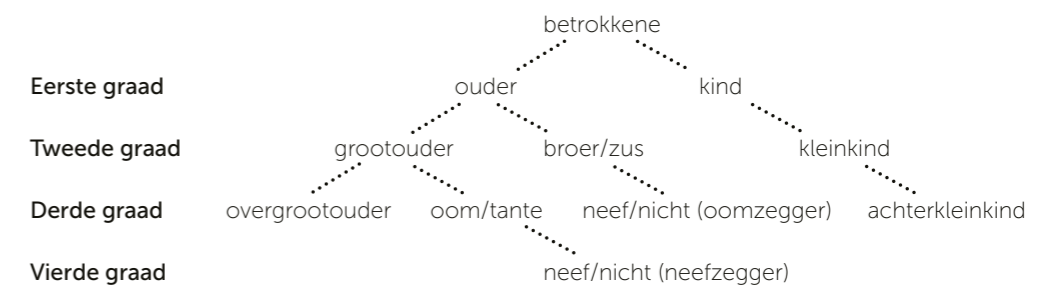 betrokkene
Eerste graad ouder kind
Tweede graad grootouder broer/zus kleinkind
Derde graad overgrootouder oom/tante neef/nicht (oomzegger) achterkleinkind
Vierde graad neef/nicht (neefzegger)